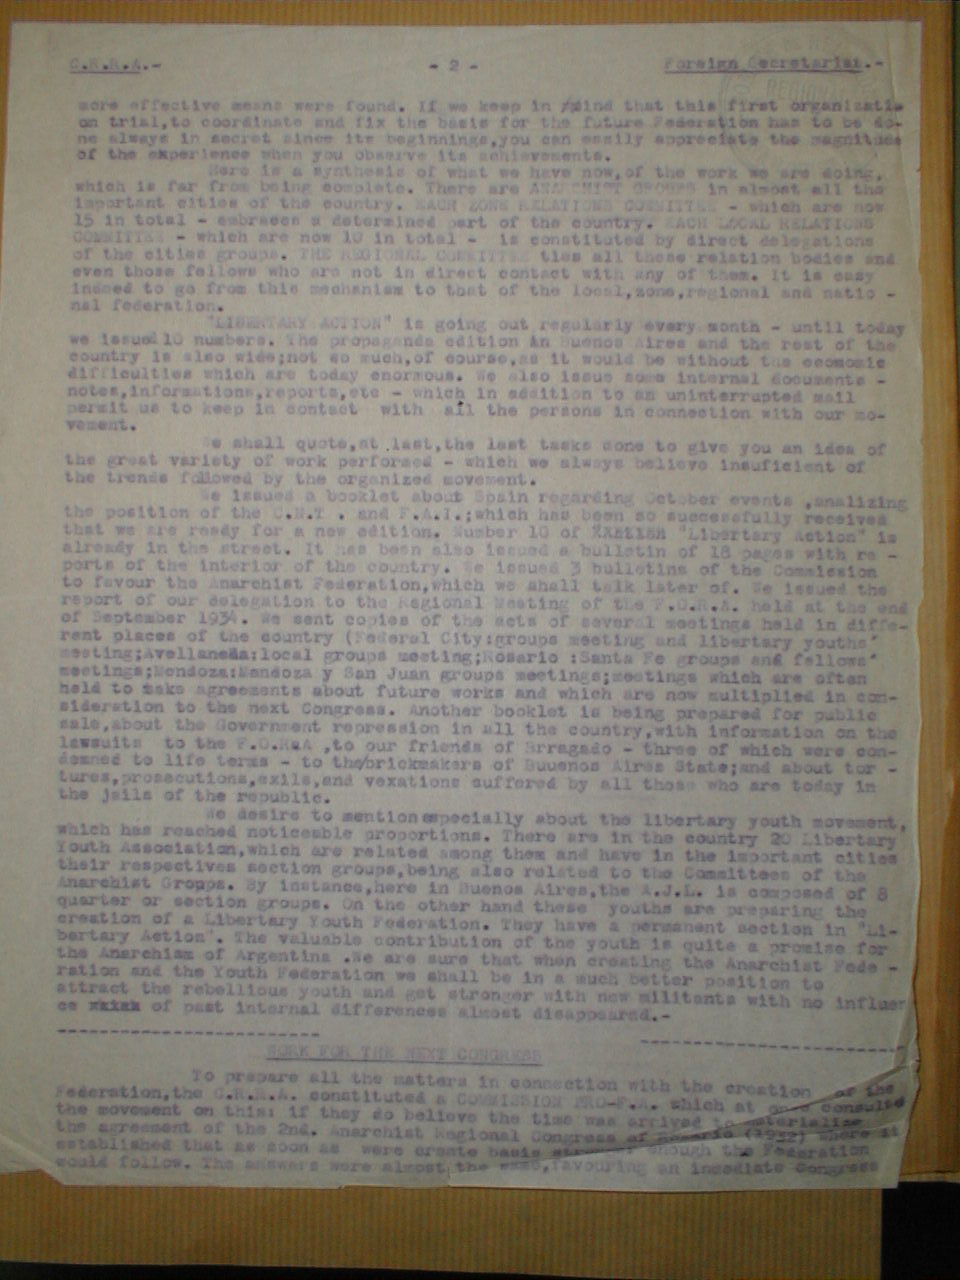 C.R.R.A.-
- 2 -
Foreign Secretariat.-
more effective means were found. If we keep in mind that this first organizati-
on trial,to coordinate and fix the basis for the future Federation has to be do-
ne always in secret since its beginnings,you can easily appreciate the magnitude
of the experience when you observe its achievements.
Here is a synthesis of what we have now,of the work we are doing,
which is far from being complete. There are ANARCHIST GROUPS in almost all the
important cities of the country. EACH ZONE RELATIONS COMMITTEE - which are now
15 in total - embraces a determined part of the country. EACH LOCAL RELATIONS
COMMITTEE - which are now 10 in total - is constituted by direct delegations
of the cities groups. THE REGIONAL COMMITTEE ties all these relation bodies and
even those fellows who are not in direct contact with any of them. It is easy
indeed to go from this mechanism to that of the local,zone,regional and natio -
nal federation.
"LIBERTARY ACTION" is going out regularly every month - until today
we issued 10 numbers. The propaganda edition in Buenos Aires and the rest of the
country is also wide;not so much,of course,as it would be without the economic
difficulties which are today enormous. We also issue some internal documents -
notes,informations,reports,etc - which in addition to an uninterrupted mail
permit us to keep in contact with all the persons in connection with our mo-
vement.
We shall quote,at .last,the last tasks done to give you an idea of
the great variety of work performed - which we always believe insuficient of
the trends followed by the organized movement.
We issued a booklet about Spain regarding October events ,analizing
the position of the C.N.T . and F.A.I.;which has been so successfully received
that we are ready for a new edition. Number 10 of "Libertary Action" is
already in the street. It has been also issued a bulletin of 18 pages with re -
ports of the interior of the country. We issued 3 bulletins of the Commission
to favour the Anarchist Federation,which we shall talk later of. We issued the
report of our delegation to the Regional Meeting of the F.O.R.A. held at the end
of September 1934. We sent copies of the acts of several meetings held in diffe-
rent places of the country (Federal City:groups meeting and libertary youths'
meeting;Avellaneda:local groups meeting;Rosario :Santa Fe groups and fellows'
meetings;Mendoza:Mendoza y San Juan groups meetings;meetings which are often
held to make agreements about future works and which are now multiplied in con-
sideration to the next Congress. Another booklet is being prepared for public
sale,about the Government repression in all the country,with information on the
lawsuits to the F.O.R.A ,to our friends of Brragado - three of which were con-
demned to life terms - to the/brickmakers of Buuenos Aires State;and about tor -
tures,prosecutions,exils,and vexations suffered by all those who are today in
the jails of the republic.
We desire to mention especially about the libertary youth movement,
which has reached noticeable proportions. There are in the country 20 Libertary
Youth Association,which are related among them and have in the important cities
their respectives section groups,being also related to the Committees of the
Anarchist Groups. By instance,here in Buenos Aires,the A.J.L. is composed of 8
quarter or section groups. On the other hand these youths are preparing the
creation of a Libertary Youth Federation. They have a permanent section in "Li-
bertary Action". The valuable contribution of the youth is quite a promise for
the Anarchism of Argentina .We are sure that when creating the Anarchist Fede -
ration and the Youth Federation we shall be in a much better position to
attract the rebellious youth and get stronger with new militants with no influen
ce of past internal differences almost disappeared.-
WORK FOR THE NEXT CONGRESS
To prepare all the matters in connection with the creation of the
Federation,the C.R.R.A. constituted a COMMISSION PRO-F.A. which at once consulted
the movement on this: if they do believe the time was arrived to materialize
the agreement of the 2nd. Anarchist Regional Congress of Rosario (1932) where it
established that as soon as were create basis enough the Federation
would follow. The answers were almost the same,favouring an inmediate Congress